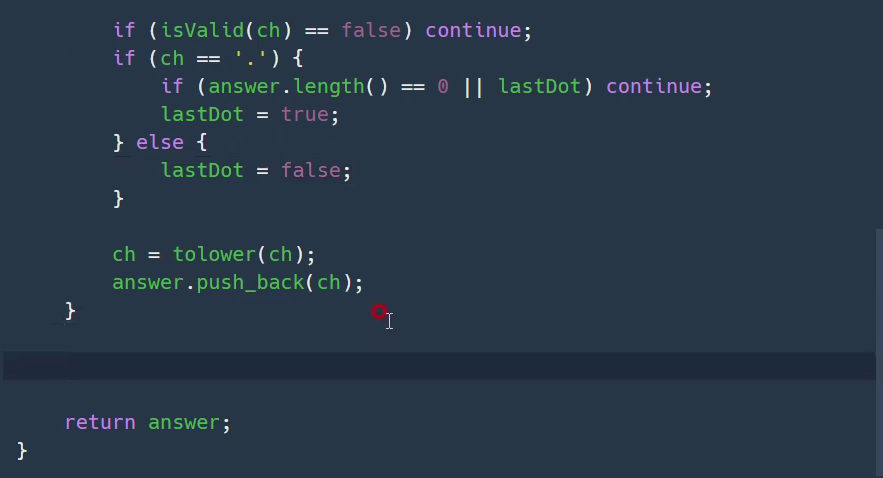 if (isValid(ch) == false) continue;
if (ch == '.') {
if (answer.length() == 0 || lastDot) continue;
lastDot = true;
} else {
lastDot = false;
}
ch = tolower(ch);
answer.push_back(ch);
}
return answer;
}